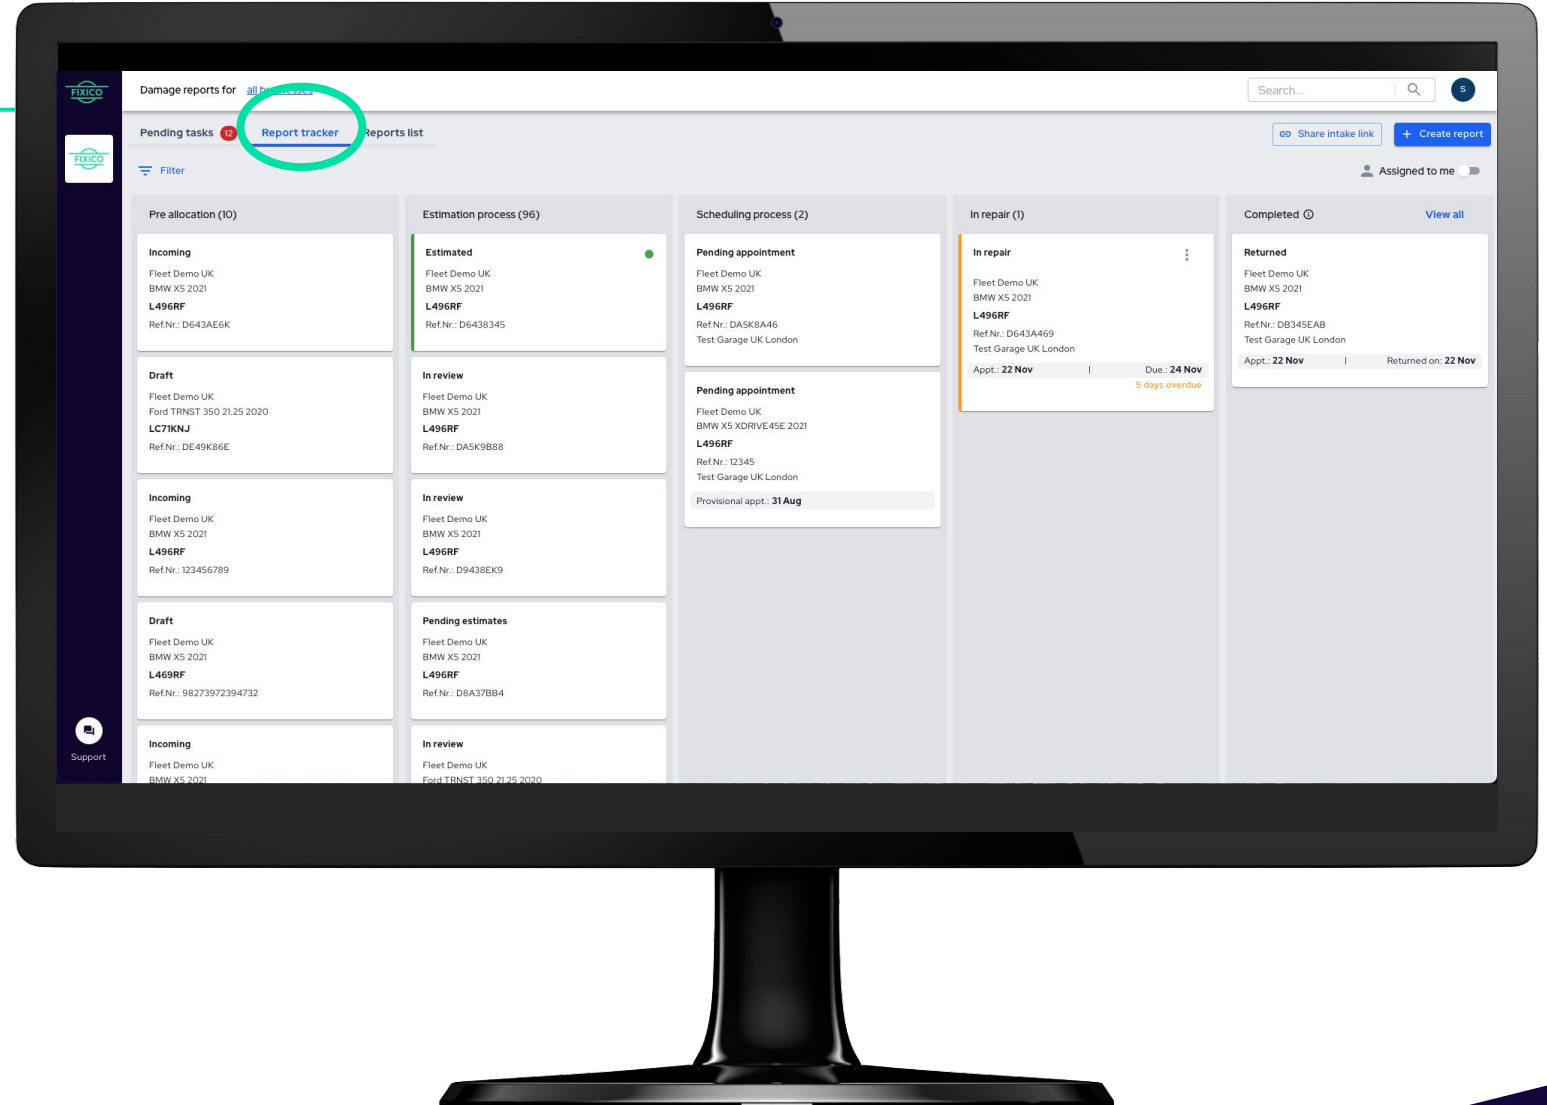 FIXICO
Damage reports for all businesses
Search...
S
FIXICO
Pending tasks 12 Report tracker Reports list
Share intake link
+ Create report
Filter
Assigned to me
Pre allocation (10)
Incoming
Fleet Demo UK
BMW X5 2021
L496RF
Ref.Nr.: D643AE6K
Draft
Fleet Demo UK
Ford TRNST 350 21.25 2020
LC71KNJ
Ref.Nr.: DE49K86E
Incoming
Fleet Demo UK
BMW X5 2021
L496RF
Ref.Nr.: 123456789
Draft
Fleet Demo UK
BMW X5 2021
L469RF
Ref.Nr.: 98273972394732
Incoming
Fleet Demo UK
BMW X5 2021
Estimation process (96)
Estimated
Fleet Demo UK
BMW X5 2021
L496RF
Ref.Nr.: D6438345
In review
Fleet Demo UK
BMW X5 2021
L496RF
Ref.Nr.: DA5K9B88
In review
Fleet Demo UK
BMW X5 2021
L496RF
Ref.Nr.: D9438EK9
Pending estimates
Fleet Demo UK
BMW X5 2021
L496RF
Ref.Nr.: D8A37BB4
In review
Fleet Demo UK
Ford TRNST 350 21.25 2020
Scheduling process (2)
Pending appointment
Fleet Demo UK
BMW X5 2021
L496RF
Ref.Nr.: DA5K8A46
Test Garage UK London
Pending appointment
Fleet Demo UK
BMW X5 XDRIVE45E 2021
L496RF
Ref.Nr.: 12345
Test Garage UK London
Provisional appt.: 31 Aug
In repair (1)
In repair
Fleet Demo UK
BMW X5 2021
L496RF
Ref.Nr.: D643A469
Test Garage UK London
Appt.: 22 Nov | Due.: 24 Nov
5 days overdue
Completed View all
Returned
Fleet Demo UK
BMW X5 2021
L496RF
Ref.Nr.: DB345EAB
Test Garage UK London
Appt.: 22 Nov | Returned on: 22 Nov
Support